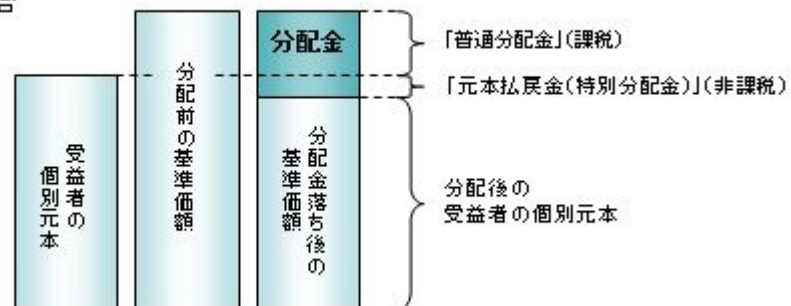 分配金
「普通分配金」(課税)
「元本払戻金(特別分配金)」(非課税)
受益者の
個別元本
分配前の基準価額
分配金落ち後の
基準価額
分配後の
受益者の個別元本